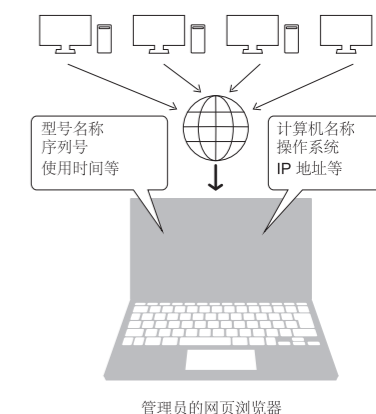 型号名称
序列号
使用时间等
计算机名称
操作系统
IP 地址等
管理员的网页浏览器